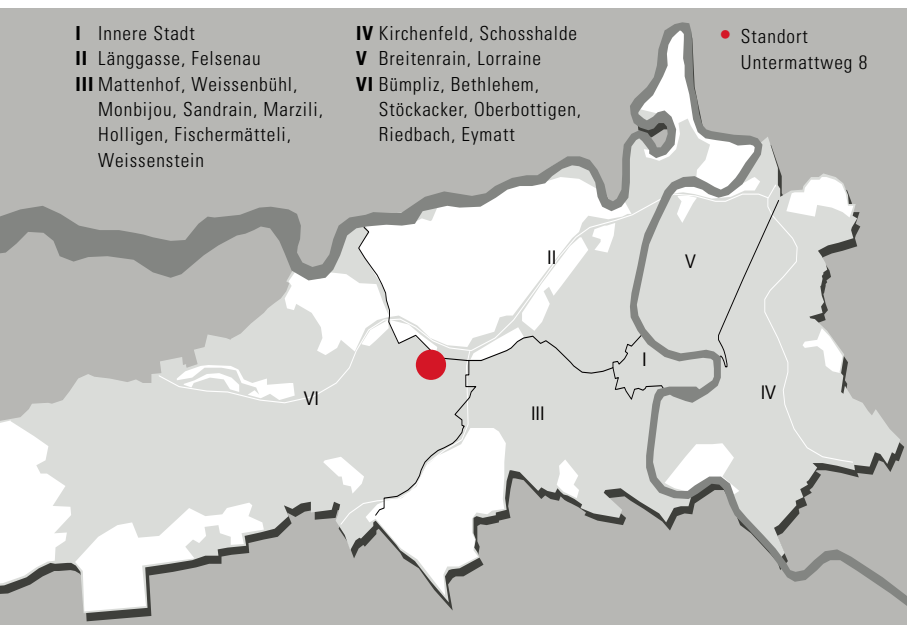 I Innere Stadt
II Länggasse, Felsenau
III Mattenhof, Weissenbühl,
Monbijou, Sandrain, Marzili,
Holligen, Fischermätteli,
Weissenstein
IV Kirchenfeld, Schosshalde
V Breitenrain, Lorraine
VI Bümpliz, Bethlehem,
Stöckacker, Oberbottigen,
Riedbach, Eymatt
Standort
Untermattweg 8
II
V
I
VI
III
IV